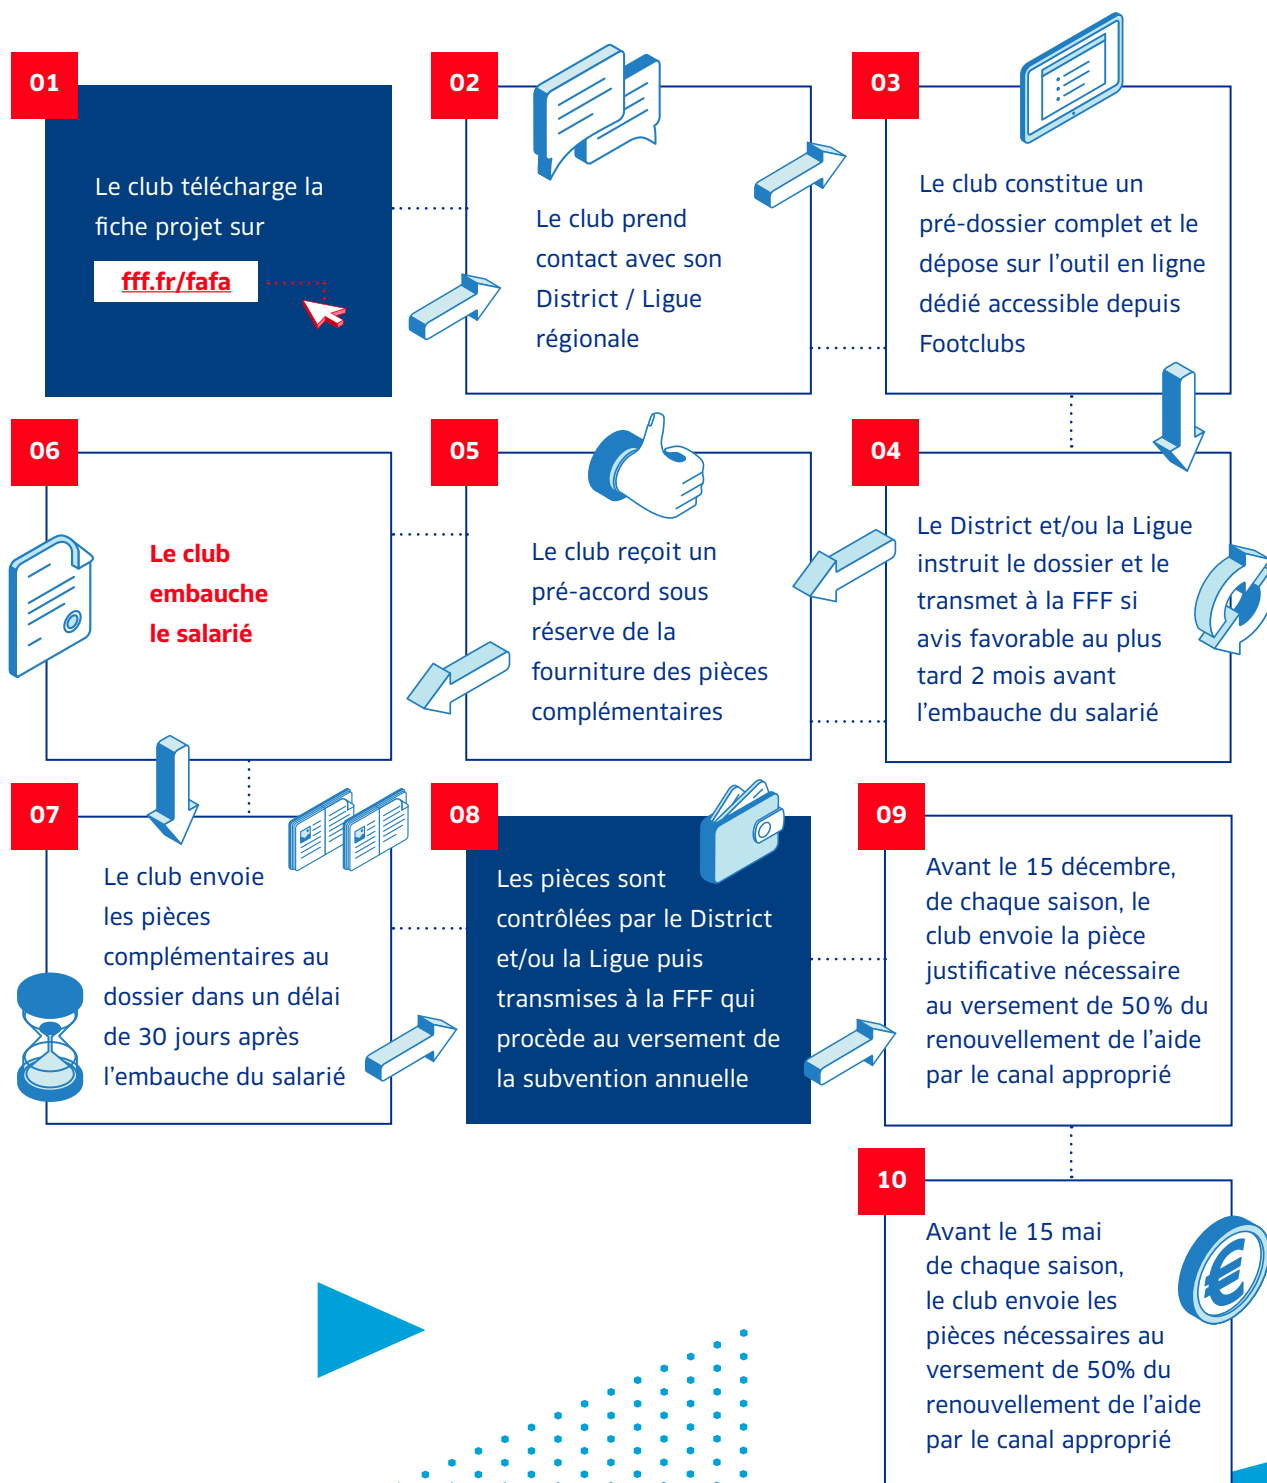 01
Le club télécharge la
fiche projet sur
fff.fr/fafa
02
Le club prend
contact avec son
District / Ligue
régionale
03
Le club constitue un
pré-dossier complet et le
dépose sur l’outil en ligne
dédié accessible depuis
Footclubs
04
Le District et/ou la Ligue
instruit le dossier et le
transmet à la FFF si
avis favorable au plus
tard 2 mois avant
l’embauche du salarié
05
Le club reçoit un
pré-accord sous
réserve de la
fourniture des pièces
complémentaires
06
Le club
embauche
le salarié
07
Le club envoie
les pièces
complémentaires au
dossier dans un délai
de 30 jours après
l’embauche du salarié
08
Les pièces sont
contrôlées par le District
et/ou la Ligue puis
transmises à la FFF qui
procède au versement de
la subvention annuelle
09
Avant le 15 décembre,
de chaque saison, le
club envoie la pièce
justificative nécessaire
au versement de 50% du
renouvellement de l’aide
par le canal approprié
10
Avant le 15 mai
de chaque saison,
le club envoie les
pièces nécessaires au
versement de 50% du
renouvellement de l’aide
par le canal approprié
€